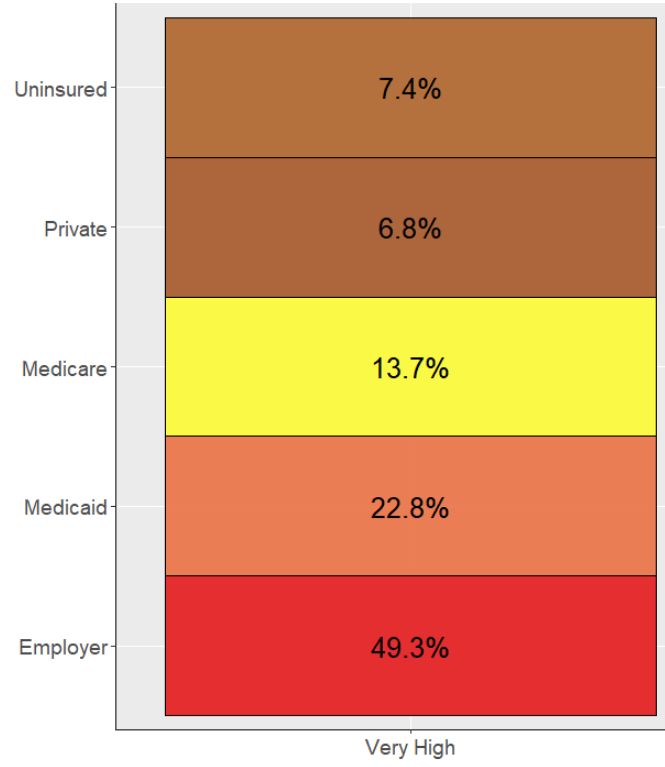 Uninsured 7.4%
Private 6.8%
Medicare 13.7%
Medicaid 22.8%
Employer 49.3%
Very High